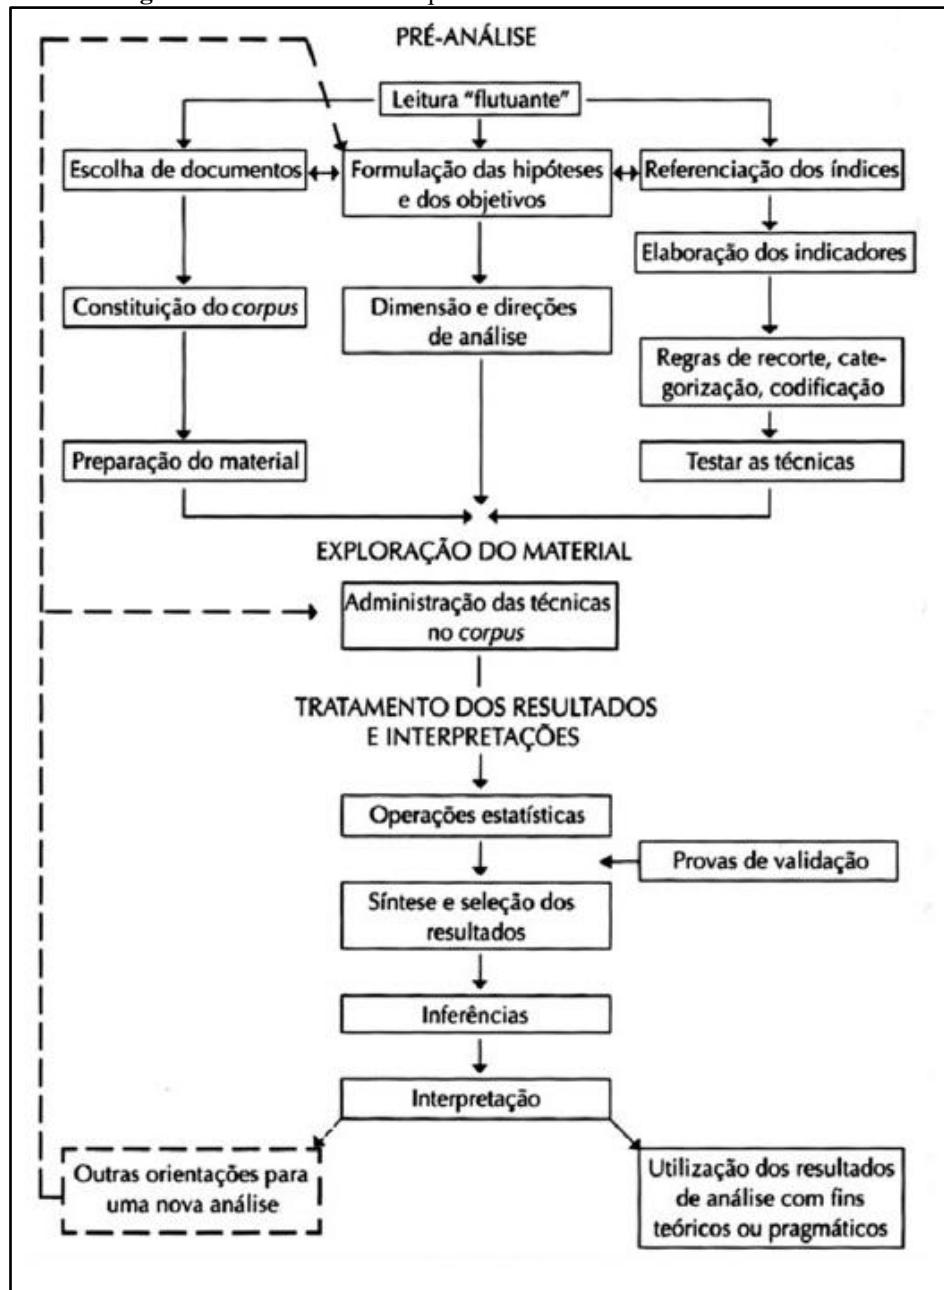 PRÉ-ANÁLISE
Leitura "flutuante"
Escolha de documentos
Formulação das hipóteses
e dos objetivos
Referenciação dos índices
Elaboração dos indicadores
Constituição do corpus
Dimensão e direções
de análise
Regras de recorte, cate-
gorização, codificação
Preparação do material
Testar as técnicas
EXPLORAÇÃO DO MATERIAL
Administração das técnicas
no corpus
TRATAMENTO DOS RESULTADOS
E INTERPRETAÇÕES
Operações estatísticas
Provas de validação
Síntese e seleção dos
resultados
Inferências
Interpretação
Outras orientações para
uma nova análise
Utilização dos resultados
de análise com fins
teóricos ou pragmáticos